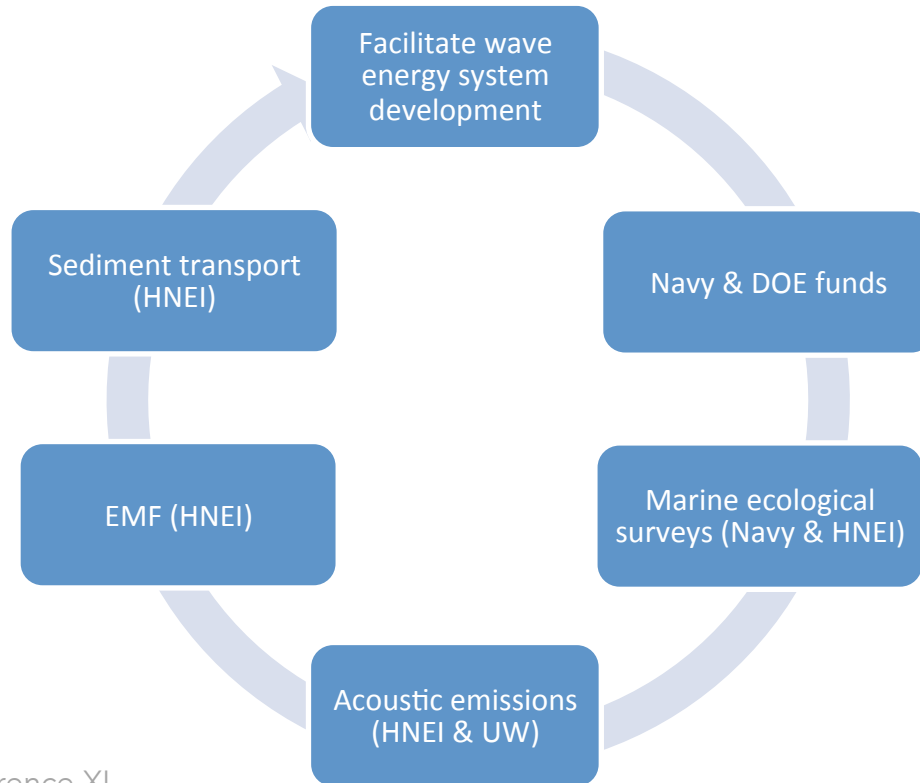 Facilitate wave
energy system
development
Navy & DOE funds
Marine ecological
surveys (Navy & HNEI)
Acoustic emissions
(HNEI & UW)
EMF (HNEI)
Sediment transport
(HNEI)